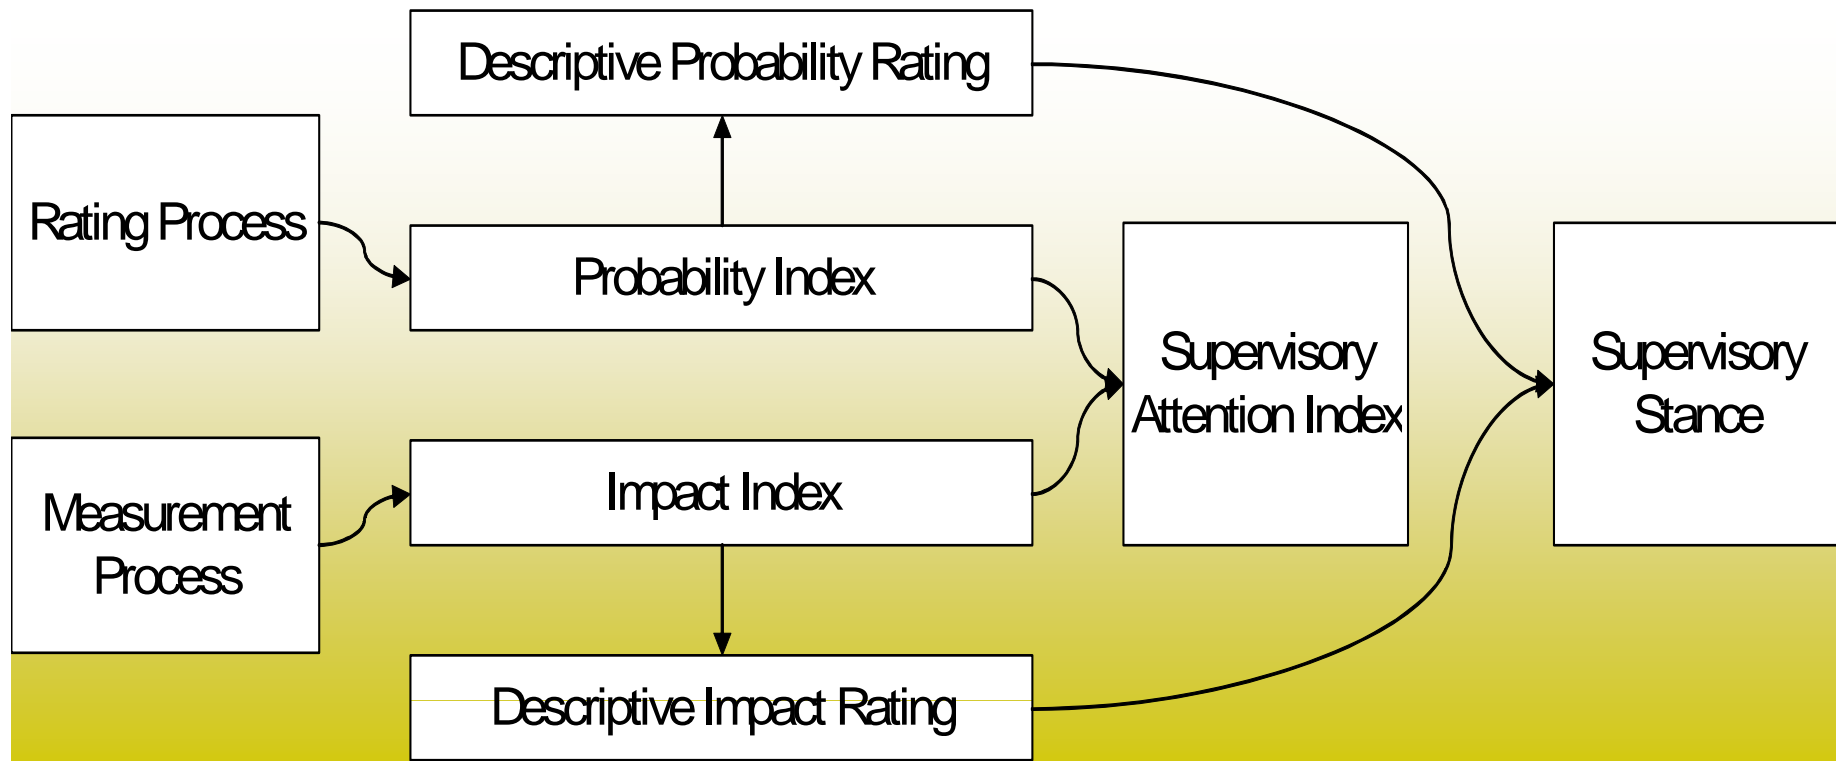 Descriptive Probability Rating
Rating Process
Probability Index
Supervisory
Attention Index
Supervisory
Stance
Impact Index
Measurement
Process
Descriptive Impact Rating